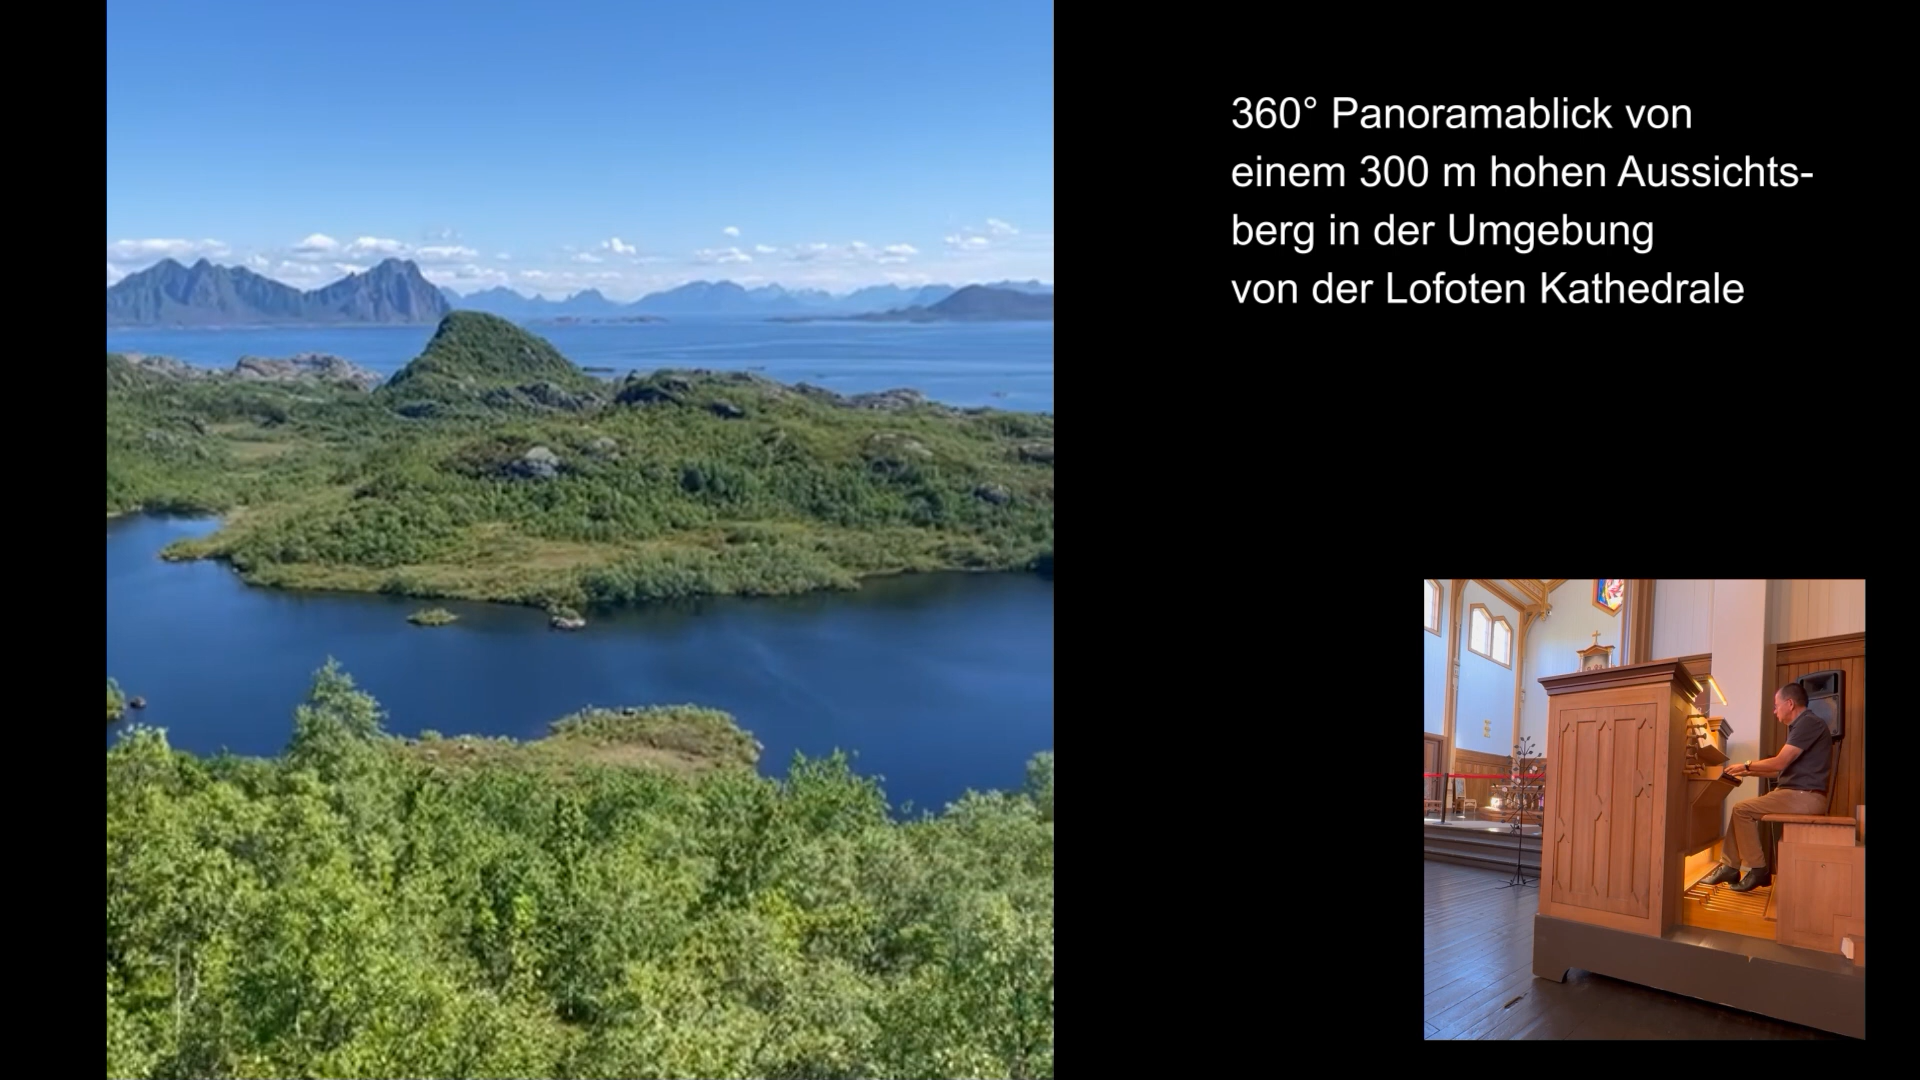 360° Panoramablick von
einem 300 m hohen Aussichts-
berg in der Umgebung
von der Lofoten Kathedrale